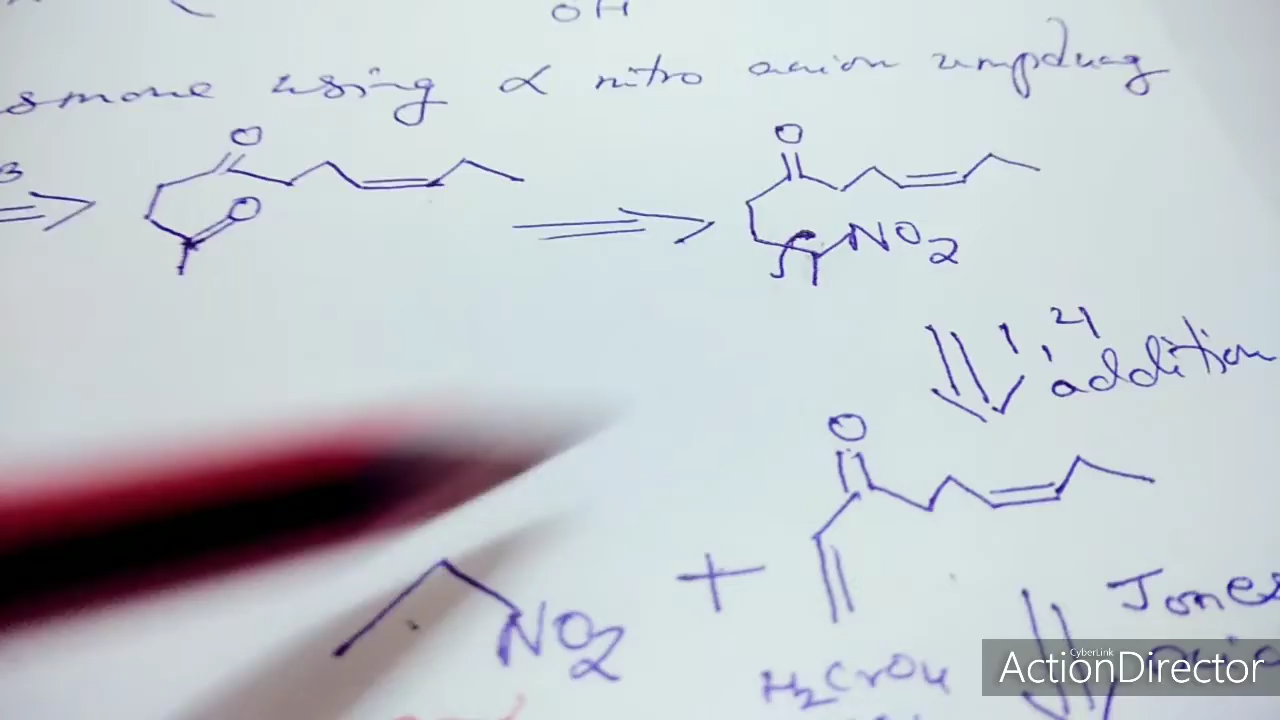 OH
smone using α nitro anion umpolung
B
O
O
O
NO2
1,4
addition
O
NO2
+
Jones
H2CrO4
CyberLink
ActionDirector